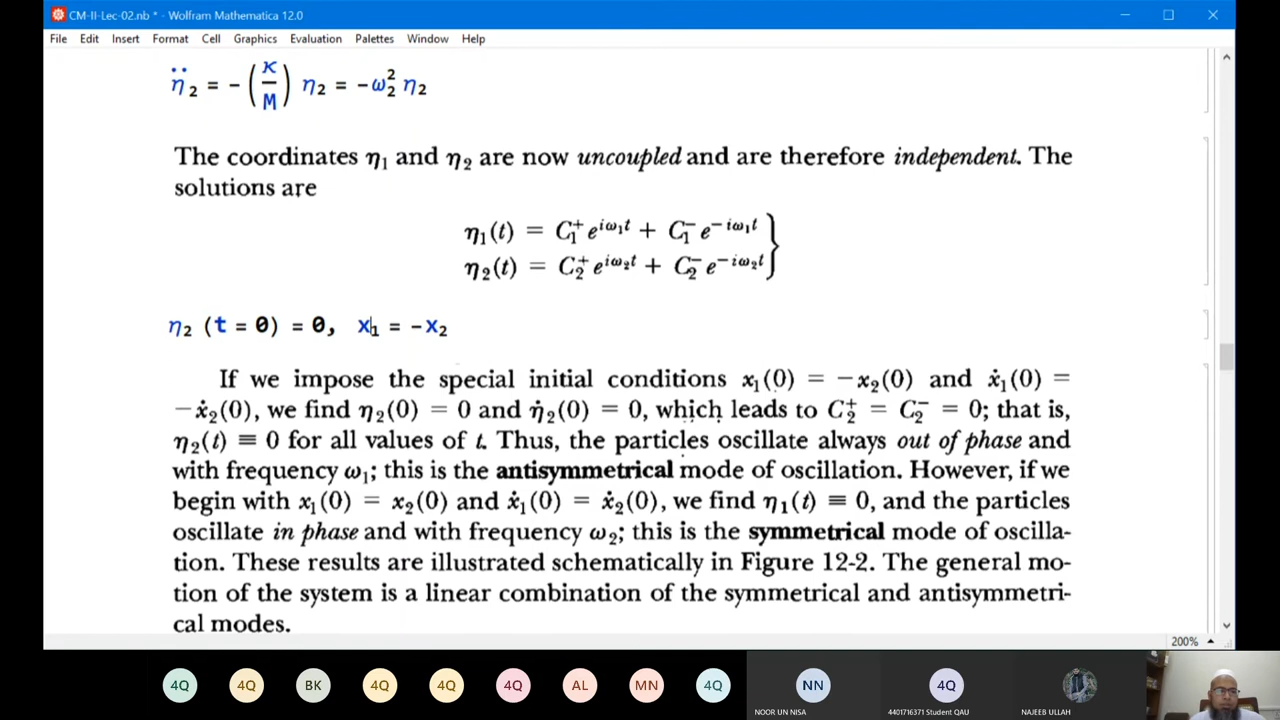 CM-II-Lec-02.nb * - Wolfram Mathematica 12.0
File Edit Insert Format Cell Graphics Evaluation Palettes Window Help
η̈₂ = -(κ/M) η₂ = -ω₂² η₂
The coordinates η₁ and η₂ are now uncoupled and are therefore independent. The
solutions are
η₁(t) = C₁⁺e^{iω₁t} + C₁⁻e^{-iω₁t}
η₂(t) = C₂⁺e^{iω₂t} + C₂⁻e^{-iω₂t}
η₂ (t = 0) = 0, x₁ = -x₂
If we impose the special initial conditions x₁(0) = -x₂(0) and ẋ₁(0) =
-ẋ₂(0), we find η₂(0) = 0 and η̇₂(0) = 0, which leads to C₂⁺ = C₂⁻ = 0; that is,
η₂(t) ≡ 0 for all values of t. Thus, the particles oscillate always out of phase and
with frequency ω₁; this is the antisymmetrical mode of oscillation. However, if we
begin with x₁(0) = x₂(0) and ẋ₁(0) = ẋ₂(0), we find η₁(t) ≡ 0, and the particles
oscillate in phase and with frequency ω₂; this is the symmetrical mode of oscilla-
tion. These results are illustrated schematically in Figure 12-2. The general mo-
tion of the system is a linear combination of the symmetrical and antisymmetri-
cal modes.
200%
4Q 4Q BK 4Q 4Q 4Q AL MN 4Q NN 4Q
NOOR UN NISA 4401716371 Student QAU NAJEEB ULLAH